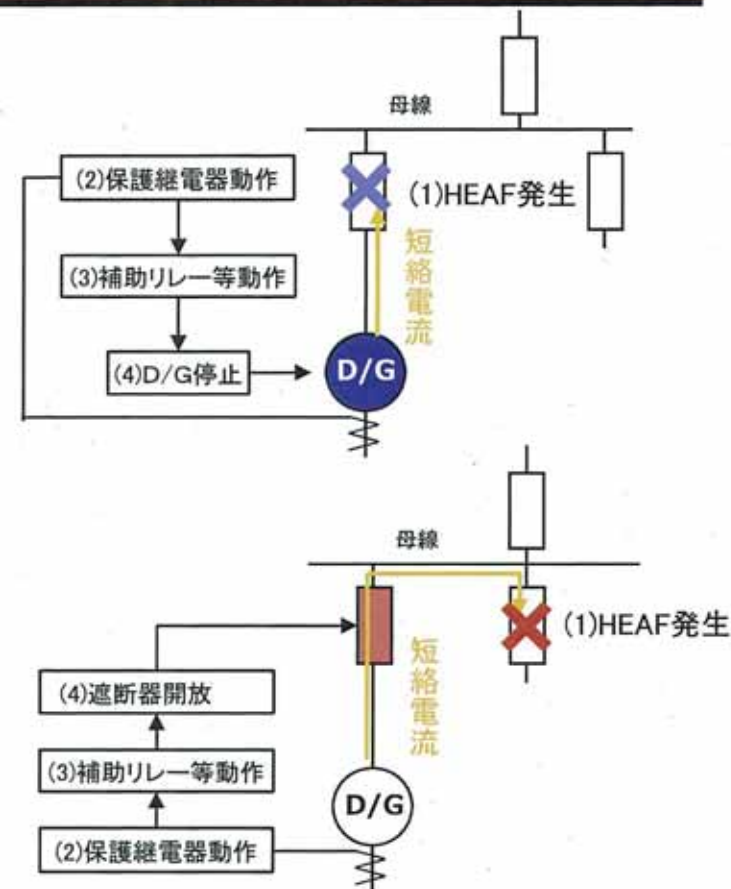 母線
(2)保護継電器動作
(1)HEAF発生
短絡電流
(3)補助リレー等動作
(4)D/G停止
D/G
母線
(1)HEAF発生
短絡電流
(4)遮断器開放
(3)補助リレー等動作
D/G
(2)保護継電器動作